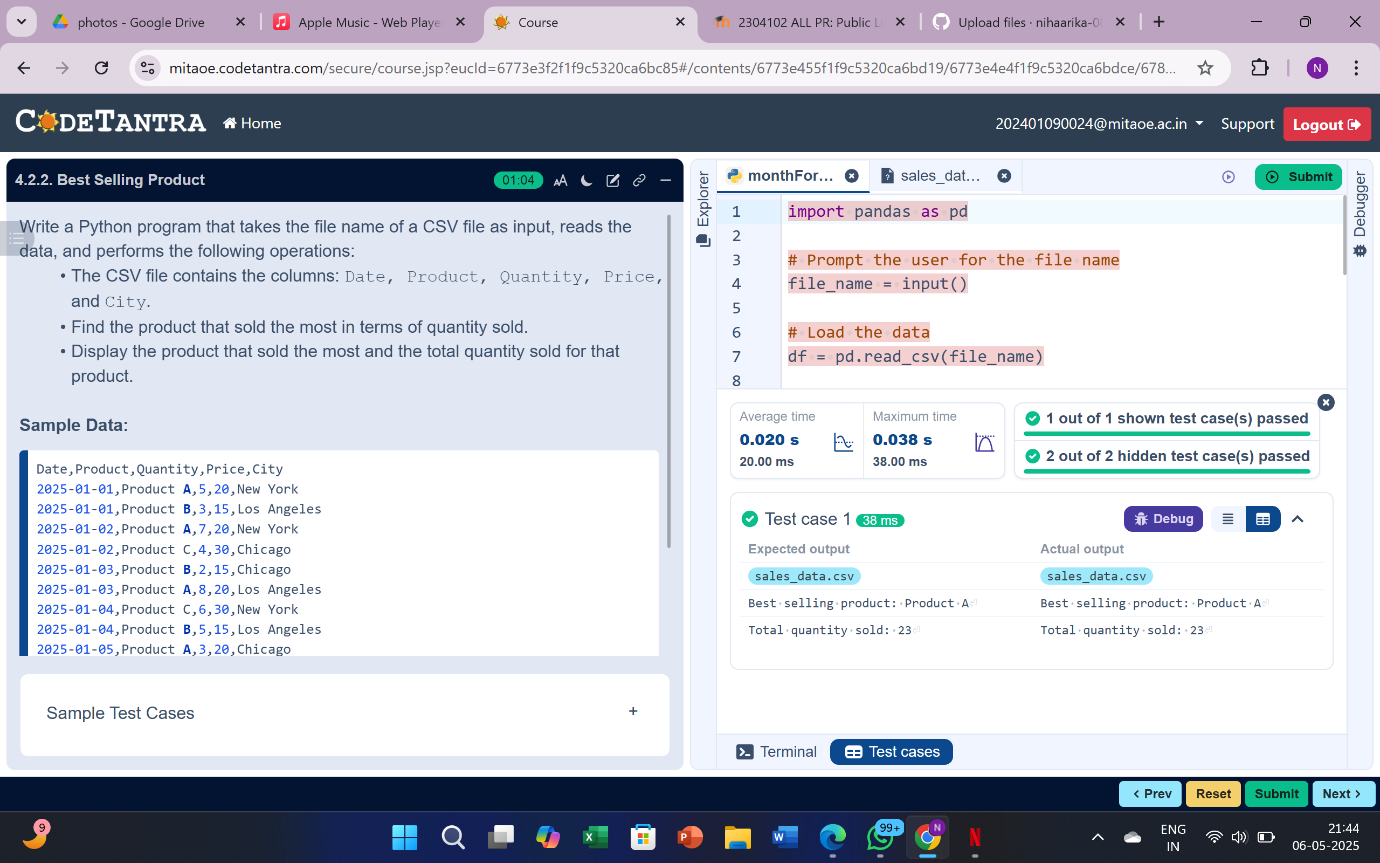 photos - Google Drive
Apple Music - Web Playe
Course
2304102 ALL PR: Public L
Upload files · nihaarika-0
mitaoe.codetantra.com/secure/course.jsp?eucId=6773e3f2f1f9c5320ca6bc85#/contents/6773e455f1f9c5320ca6bd19/6773e4e4f1f9c5320ca6bdce/678...
N
CODETANTRA
Home
202401090024@mitaoe.ac.in
Support
Logout
4.2.2. Best Selling Product
01:04
AA
Write a Python program that takes the file name of a CSV file as input, reads the
data, and performs the following operations:
• The CSV file contains the columns: Date, Product, Quantity, Price,
and City.
• Find the product that sold the most in terms of quantity sold.
• Display the product that sold the most and the total quantity sold for that
product.
Sample Data:
Date,Product,Quantity,Price,City
2025-01-01,Product A,5,20,New York
2025-01-01,Product B,3,15,Los Angeles
2025-01-02,Product A,7,20,New York
2025-01-02,Product C,4,30,Chicago
2025-01-03,Product B,2,15,Chicago
2025-01-03,Product A,8,20,Los Angeles
2025-01-04,Product C,6,30,New York
2025-01-04,Product B,5,15,Los Angeles
2025-01-05,Product A,3,20,Chicago
Sample Test Cases
+
Explorer
monthFor...
sales_dat...
Submit
Debugger
1 import pandas as pd
2
3 # Prompt the user for the file name
4 file_name = input()
5
6 # Load the data
7 df = pd.read_csv(file_name)
8
Average time
0.020 s
20.00 ms
Maximum time
0.038 s
38.00 ms
1 out of 1 shown test case(s) passed
2 out of 2 hidden test case(s) passed
Test case 1 38 ms
Debug
Expected output
Actual output
sales_data.csv
sales_data.csv
Best selling product: Product A
Best selling product: Product A
Total quantity sold: 23
Total quantity sold: 23
Terminal
Test cases
< Prev
Reset
Submit
Next >
9
99+
N
ENG
IN
21:44
06-05-2025